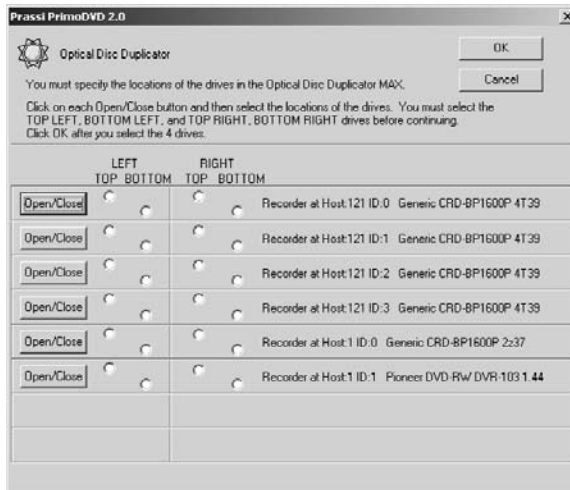 Prassi PrimoDVD 2.0
Optical Disc Duplicator
OK
You must specify the locations of the drives in the Optical Disc Duplicator MAX.
Cancel
Click on each Open/Close button and then select the locations of the drives. You must select the
TOP LEFT, BOTTOM LEFT, and TOP RIGHT, BOTTOM RIGHT drives before continuing.
Click OK after you select the 4 drives.
LEFT RIGHT
TOP BOTTOM TOP BOTTOM
Open/Close Recorder at Host:121 ID:0 Generic CRD-BP1600P 4T39
Open/Close Recorder at Host:121 ID:1 Generic CRD-BP1600P 4T39
Open/Close Recorder at Host:121 ID:2 Generic CRD-BP1600P 4T39
Open/Close Recorder at Host:121 ID:3 Generic CRD-BP1600P 4T39
Open/Close Recorder at Host:1 ID:0 Generic CRD-BP1600P 2z37
Open/Close Recorder at Host:1 ID:1 Pioneer DVD-RW DVR-103 1.44